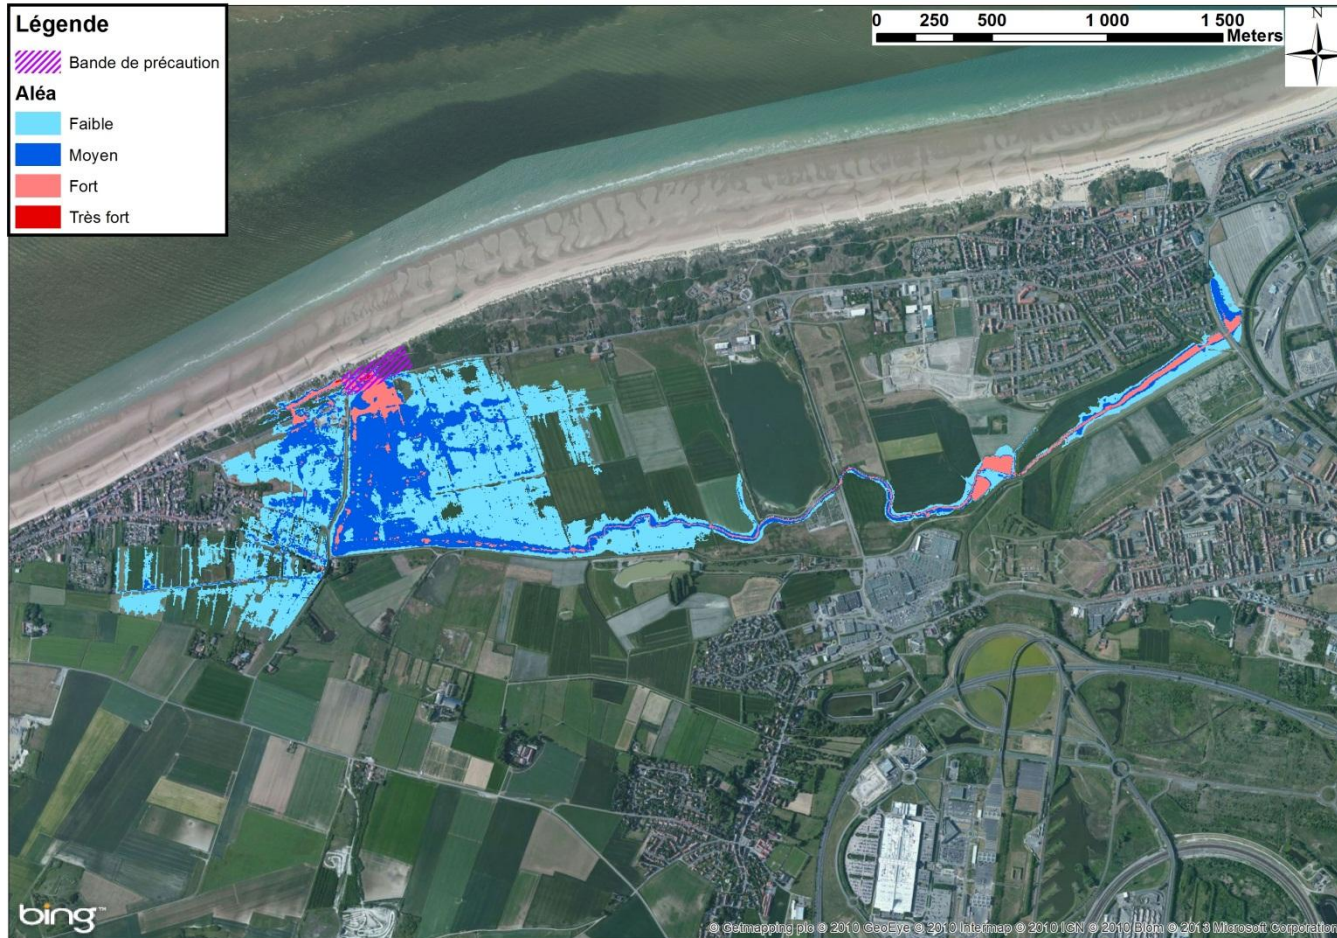 Légende
Bande de précaution
Aléa
Faible
Moyen
Fort
Très fort
0 250 500 1 000 1 500
Meters
N
bing™
© Getmapping plc © 2010 GeoEye © 2010 Intermap © 2010 IGN © 2010 Blom © 2013 Microsoft Corporation